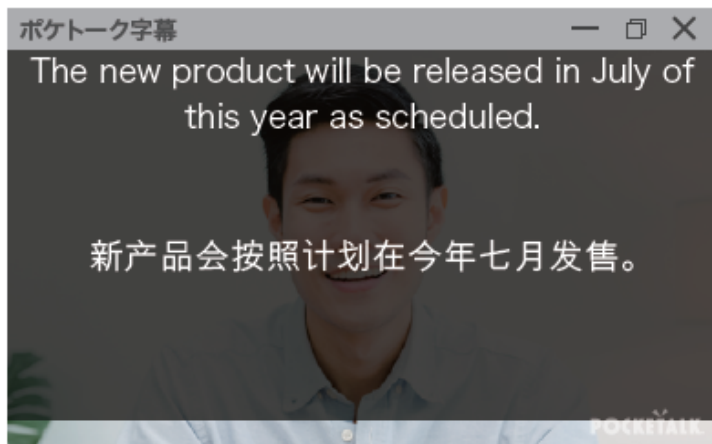 ポケトーク字幕
The new product will be released in July of
this year as scheduled.
新产品会按照计划在今年七月发售。
POCKETALK